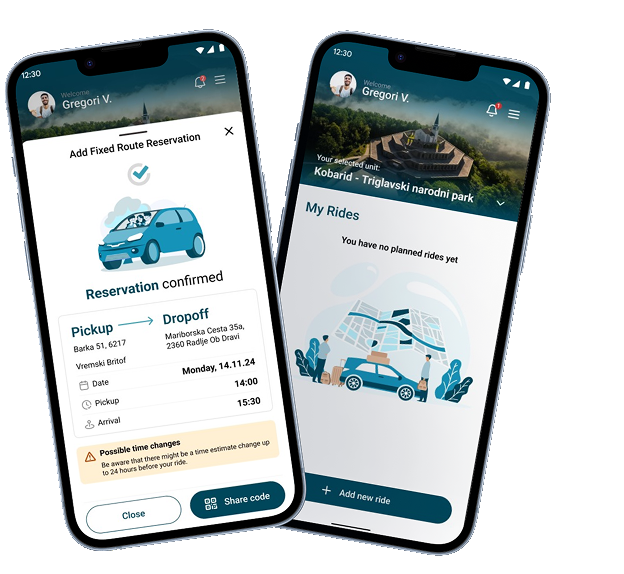 12:30
Welcome
Gregori V.
Add Fixed Route Reservation
Reservation confirmed
Pickup
Dropoff
Barka 51, 6217
Vremski Britof
Mariborska Cesta 35a,
2360 Radlje Ob Dravi
Date
Monday, 14.11.24
Pickup
14:00
Arrival
15:30
Possible time changes
Be aware that there might be a time estimate change up
to 24 hours before your ride.
Close
Share code
12:30
Welcome
Gregori V.
Your selected unit:
Kobarid - Triglavski narodni park
My Rides
You have no planned rides yet
Add new ride